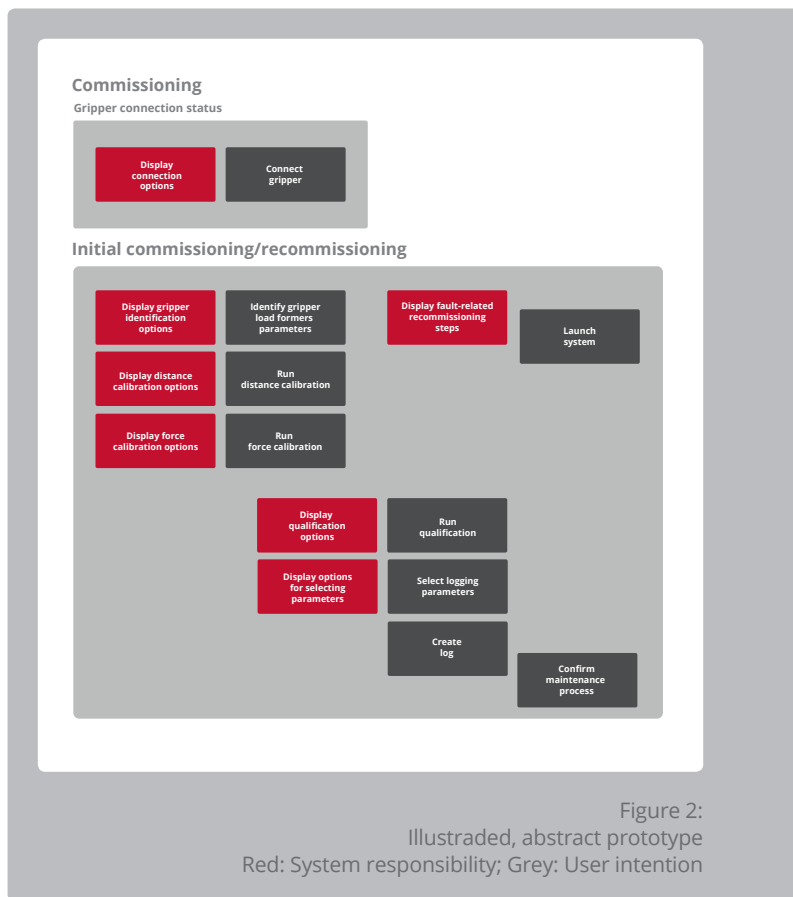 Commissioning
Gripper connection status
Display
connection
options
Connect
gripper
Initial commissioning/recommissioning
Display gripper
identification
options
Identify gripper
load formers
parameters
Display fault-related
recommissioning
steps
Launch
system
Display distance
calibration options
Run
distance calibration
Display force
calibration options
Run
force calibration
Display
qualification
options
Run
qualification
Display options
for selecting
parameters
Select logging
parameters
Create
log
Confirm
maintenance
process
Figure 2:
Illustraded, abstract prototype
Red: System responsibility; Grey: User intention